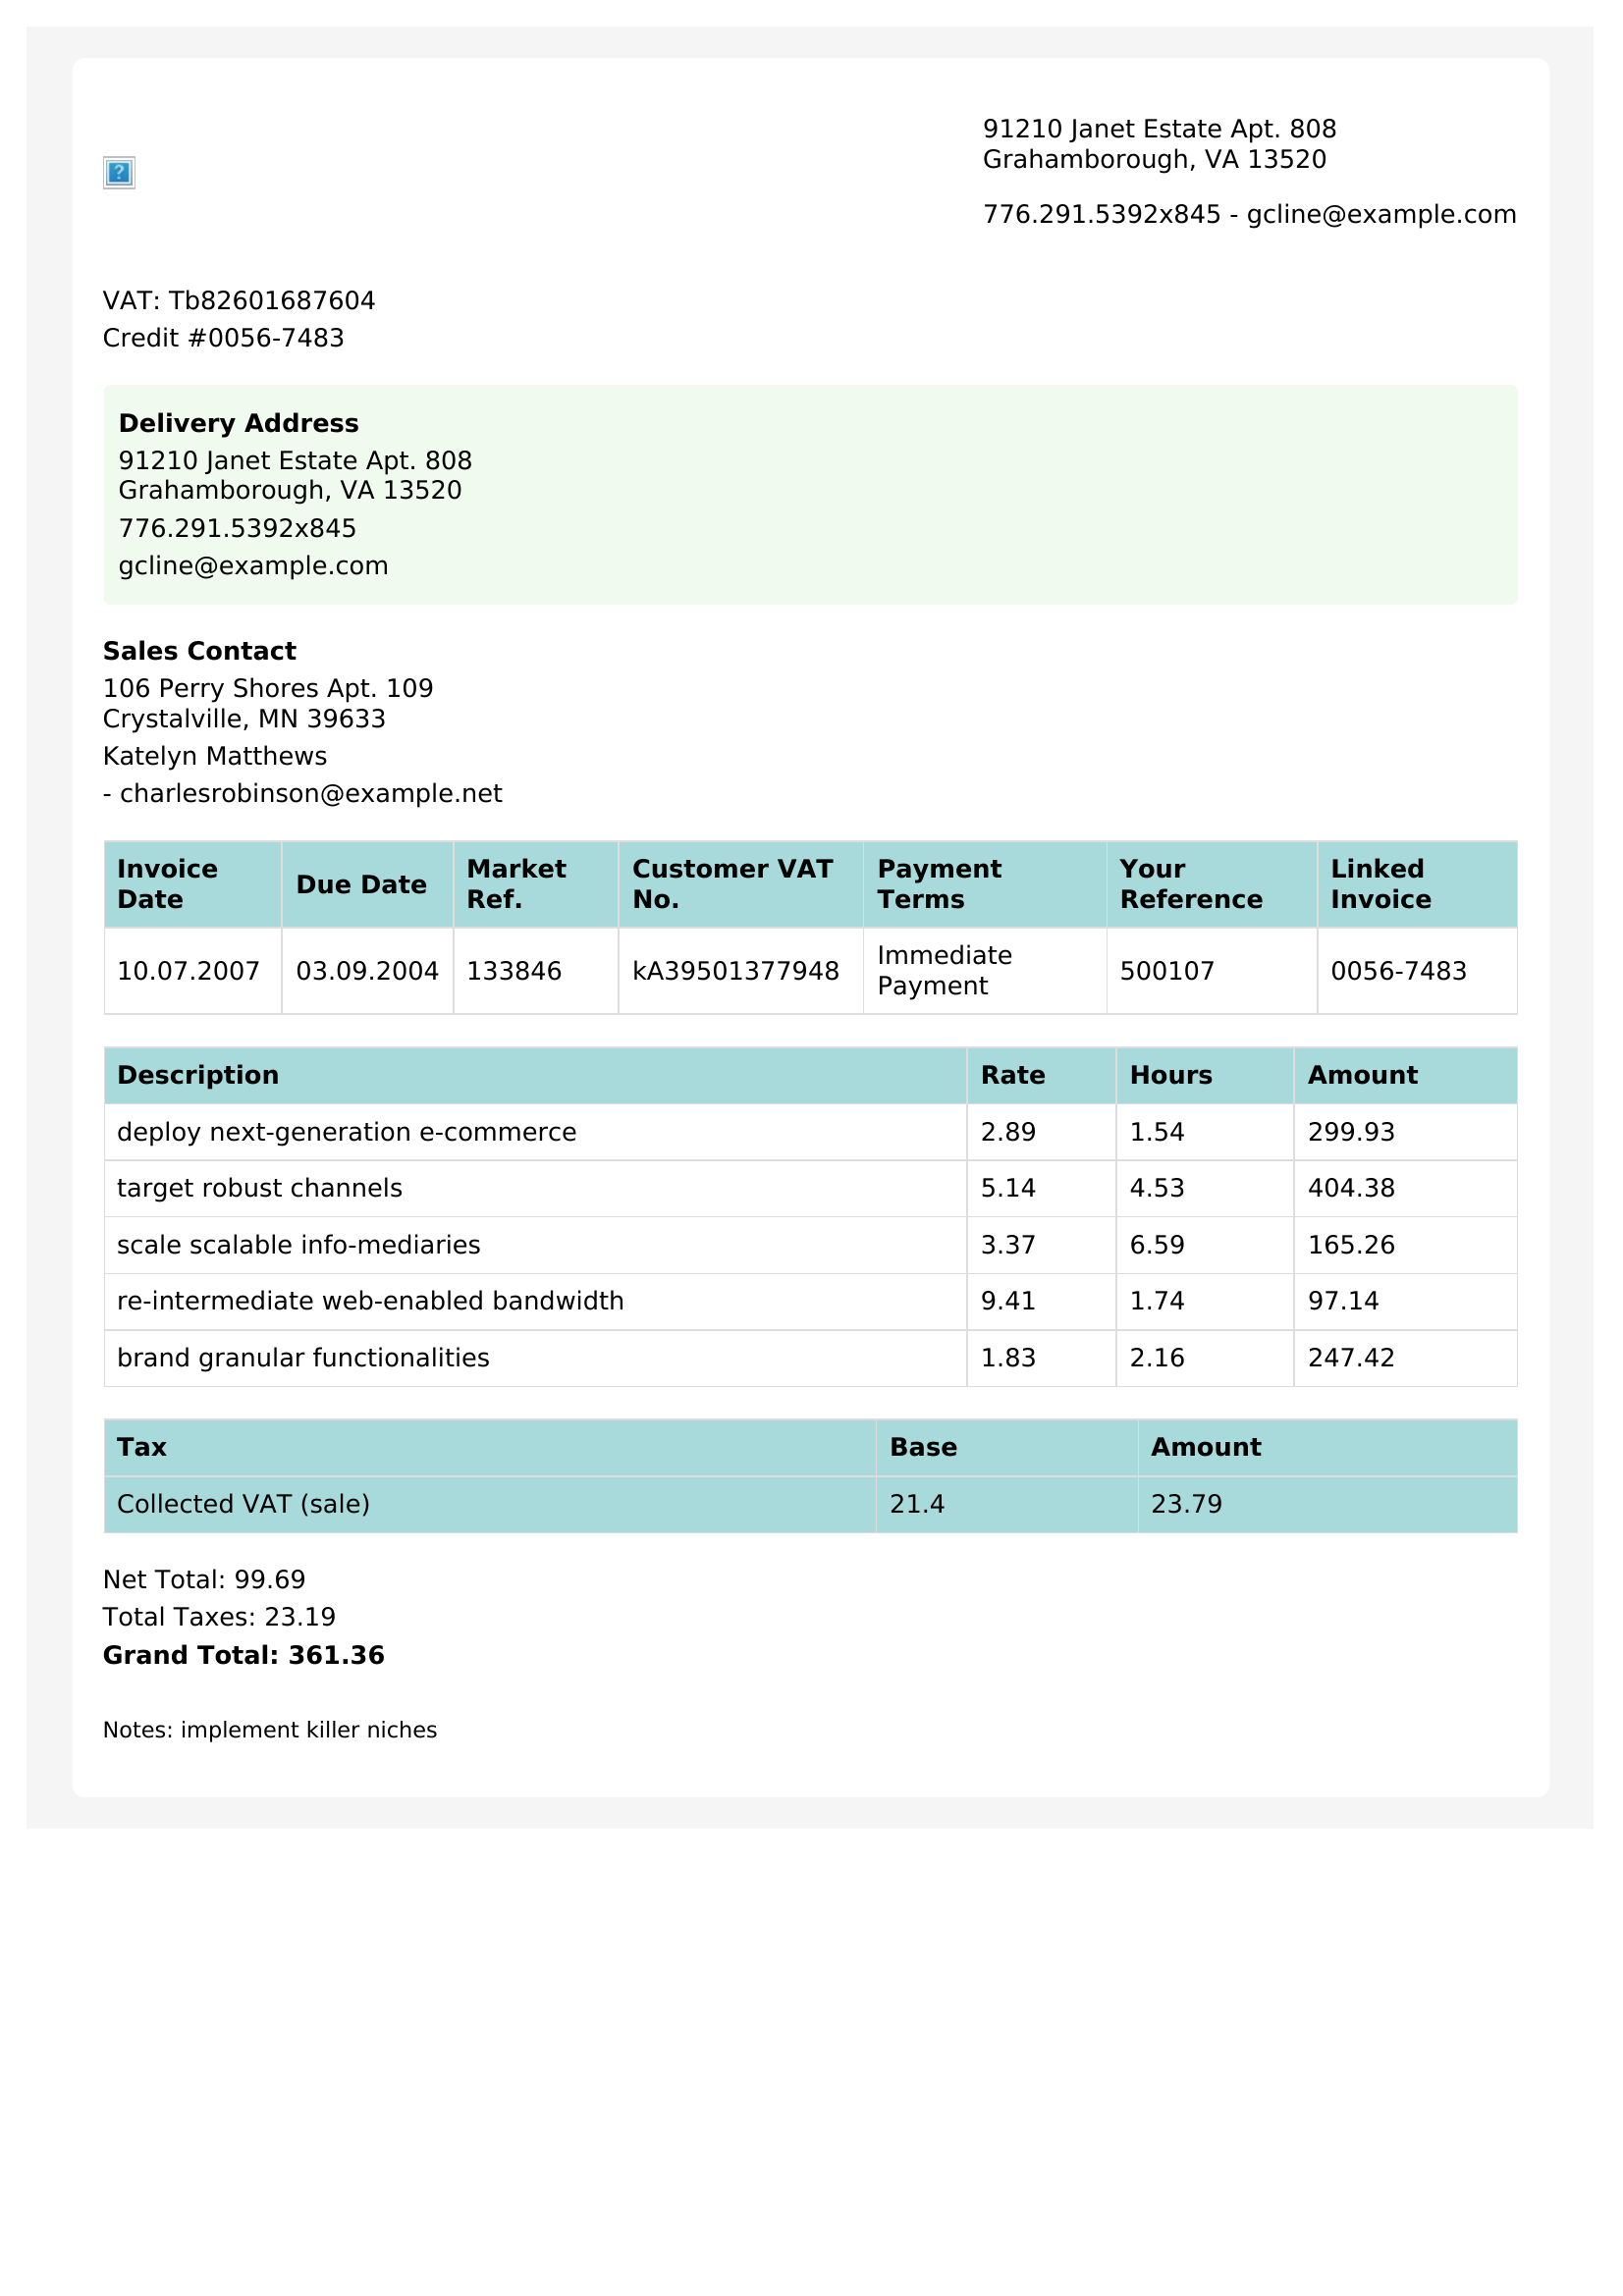 91210 Janet Estate Apt. 808
Grahamborough, VA 13520
776.291.5392x845 - gcline@example.com
VAT: Tb82601687604
Credit #0056-7483
Delivery Address
91210 Janet Estate Apt. 808
Grahamborough, VA 13520
776.291.5392x845
gcline@example.com
Sales Contact
106 Perry Shores Apt. 109
Crystalville, MN 39633
Katelyn Matthews
- charlesrobinson@example.net
Invoice Date Due Date Market Ref. Customer VAT No. Payment Terms Your Reference Linked Invoice
10.07.2007 03.09.2004 133846 kA39501377948 Immediate Payment 500107 0056-7483
Description Rate Hours Amount
deploy next-generation e-commerce 2.89 1.54 299.93
target robust channels 5.14 4.53 404.38
scale scalable info-mediaries 3.37 6.59 165.26
re-intermediate web-enabled bandwidth 9.41 1.74 97.14
brand granular functionalities 1.83 2.16 247.42
Tax Base Amount
Collected VAT (sale) 21.4 23.79
Net Total: 99.69
Total Taxes: 23.19
Grand Total: 361.36
Notes: implement killer niches